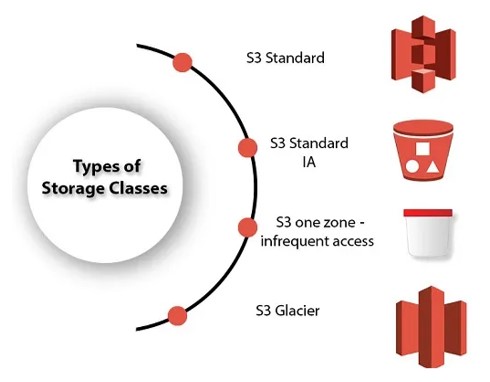 Types of
Storage Classes
S3 Standard
S3 Standard
IA
S3 one zone -
infrequent access
S3 Glacier